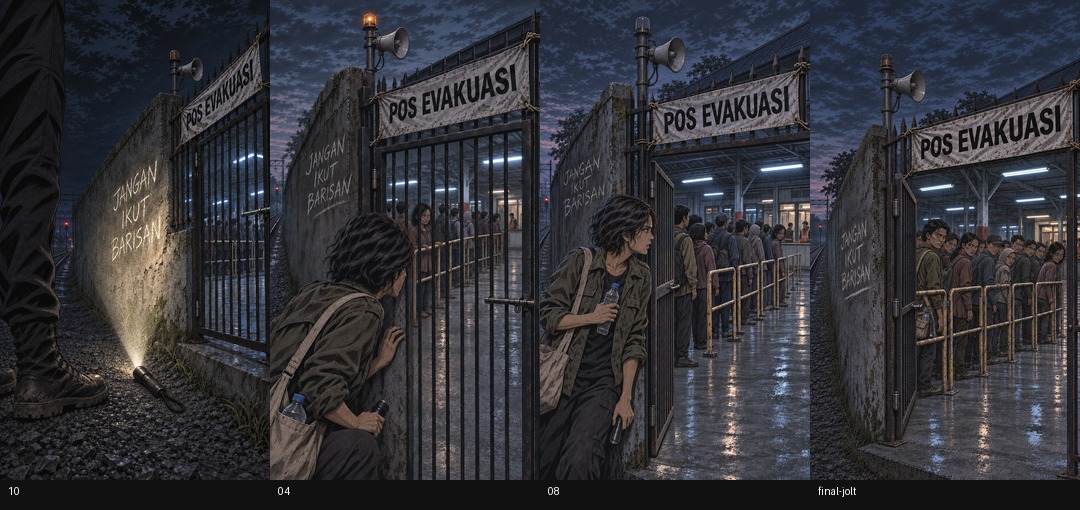 POS EVAKUASI
JANGAN
IKUT
BARISAN
10
POS EVAKUASI
JANGAN
IKUT
BARISAN
04
POS EVAKUASI
JANGAN
IKUT
BARISAN
08
POS EVAKUASI
JANGAN
IKUT
BARISAN
final-jolt